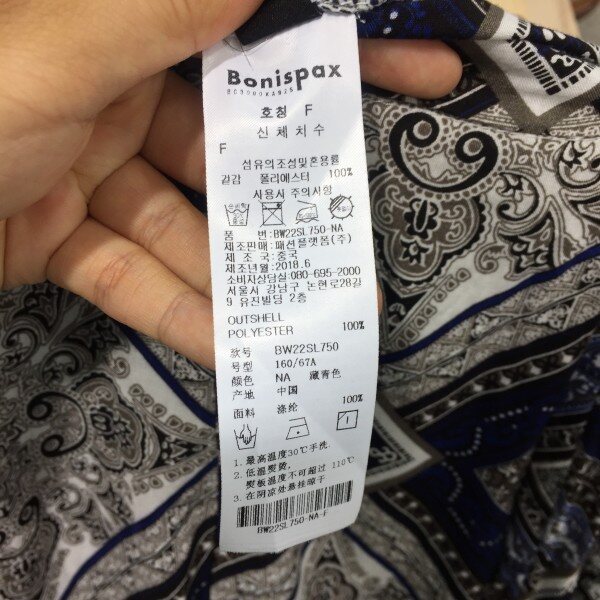 Bonispax
호칭 F
신체치수
F
섬유의조성및혼용률
겉감 폴리에스터 100%
사용시 주의사항
품 번:BW22SL750-NA
제조판매:패션플랫폼(주)
제 조 국:중국
제조년월:2018.6
소비자상담실:080-695-2000
서울시 강남구 논현로28길
9 유진빌딩 2층
OUTSHELL
POLYESTER 100%
款号 BW22SL750
号型 160/67A
颜色 NA 藏青色
产地 中国
面料 涤纶 100%
1.最高温度30℃手洗.
2.低温熨烫,
熨板温度不可超过 110℃
3.在阴凉处悬挂晾干
BW22SL750-NA-F